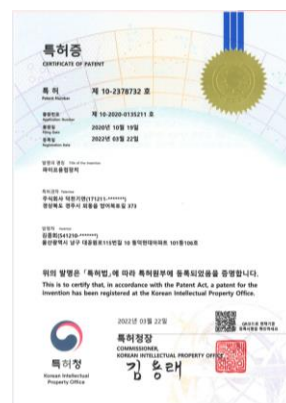 특허증
CERTIFICATE OF PATENT
특 허 제 10-2378732 호
Patent Number
출원번호 제 10-2020-0135211 호
Application Number
출원일 2020년 10월 19일
Filing Date
등록일 2022년 03월 22일
Registration Date
발명의 명칭 Title of the Invention
파이프용접장치
특허권자 Patentee
주식회사 덕전기면(171211-*******)
경상북도 경주시 외동읍 영어북토길 373
발명자 Inventor
김종회(541210-*******)
울산광역시 남구 대공원로115번길 10 동덕현대아파트 101동106호
위의 발명은 「특허법」에 따라 특허원부에 등록되었음을 증명합니다.
This is to certify that, in accordance with the Patent Act, a patent for the
invention has been registered at the Korean Intellectual Property Office.
2022년 03월 22일
특허청장
COMMISSIONER,
KOREAN INTELLECTUAL PROPERTY OFFICE
김용래
특허청
Korean Intellectual
Property Office